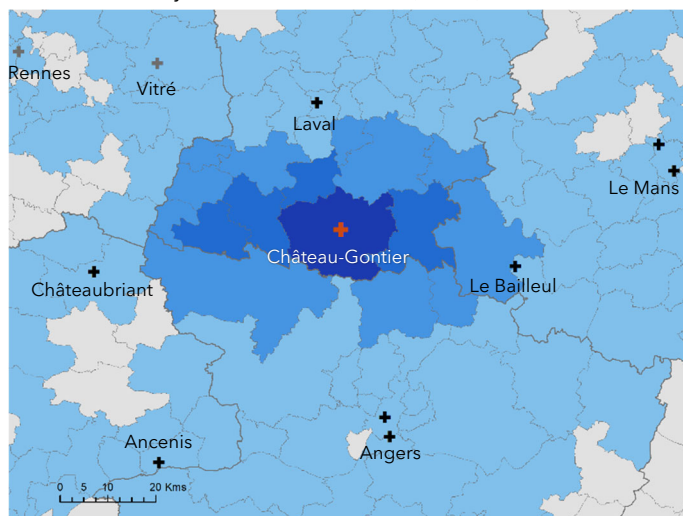 Rennes
Vitré
Laval
Le Mans
Château-Gontier
Châteaubriant
Le Bailleul
Ancenis
Angers
0 5 10 20 Kms